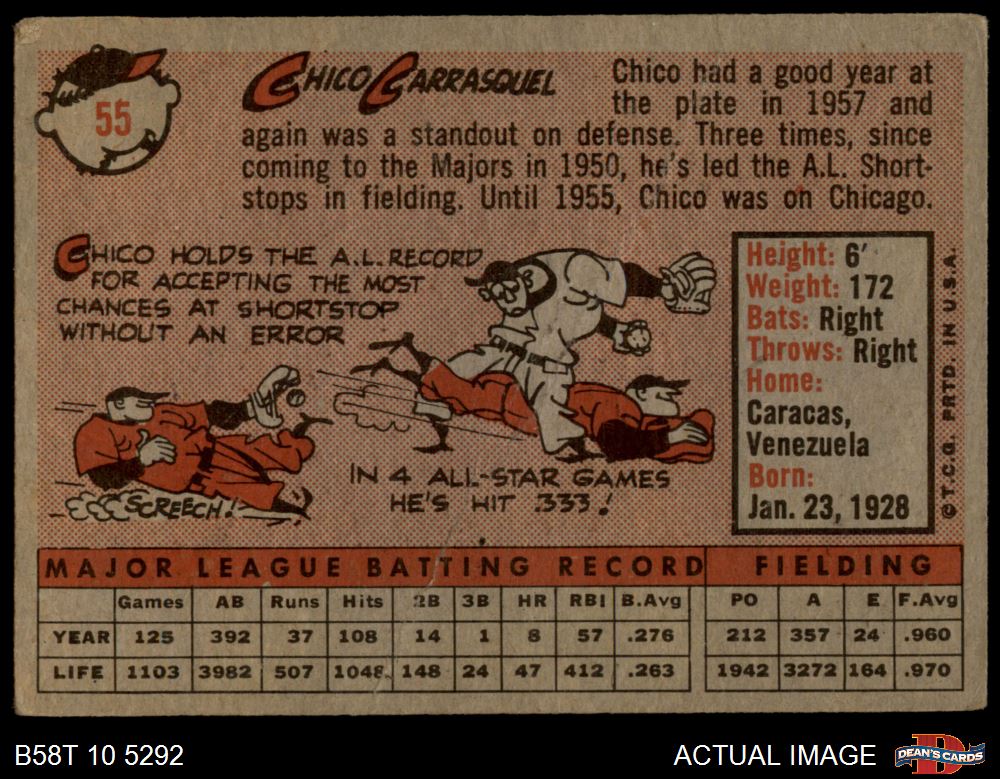 55
CHICO CARRASQUEL
Chico had a good year at
the plate in 1957 and
again was a standout on defense. Three times, since
coming to the Majors in 1950, he's led the A.L. Short-
stops in fielding. Until 1955, Chico was on Chicago.
CHICO HOLDS THE A.L. RECORD
FOR ACCEPTING THE MOST
CHANCES AT SHORTSTOP
WITHOUT AN ERROR
SCREECH!
IN 4 ALL-STAR GAMES
HE'S HIT .333!
Height: 6'
Weight: 172
Bats: Right
Throws: Right
Home:
Caracas,
Venezuela
Born:
Jan. 23, 1928
©T.C.G. PRTD. IN U.S.A.
MAJOR LEAGUE BATTING RECORD FIELDING
Games AB Runs Hits 2B 3B HR RBI B.Avg PO A E F.Avg
YEAR 125 392 37 108 14 1 8 57 .276 212 357 24 .960
LIFE 1103 3982 507 1048 148 24 47 412 .263 1942 3272 164 .970
B58T 10 5292
ACTUAL IMAGE
DEAN'S CARDS